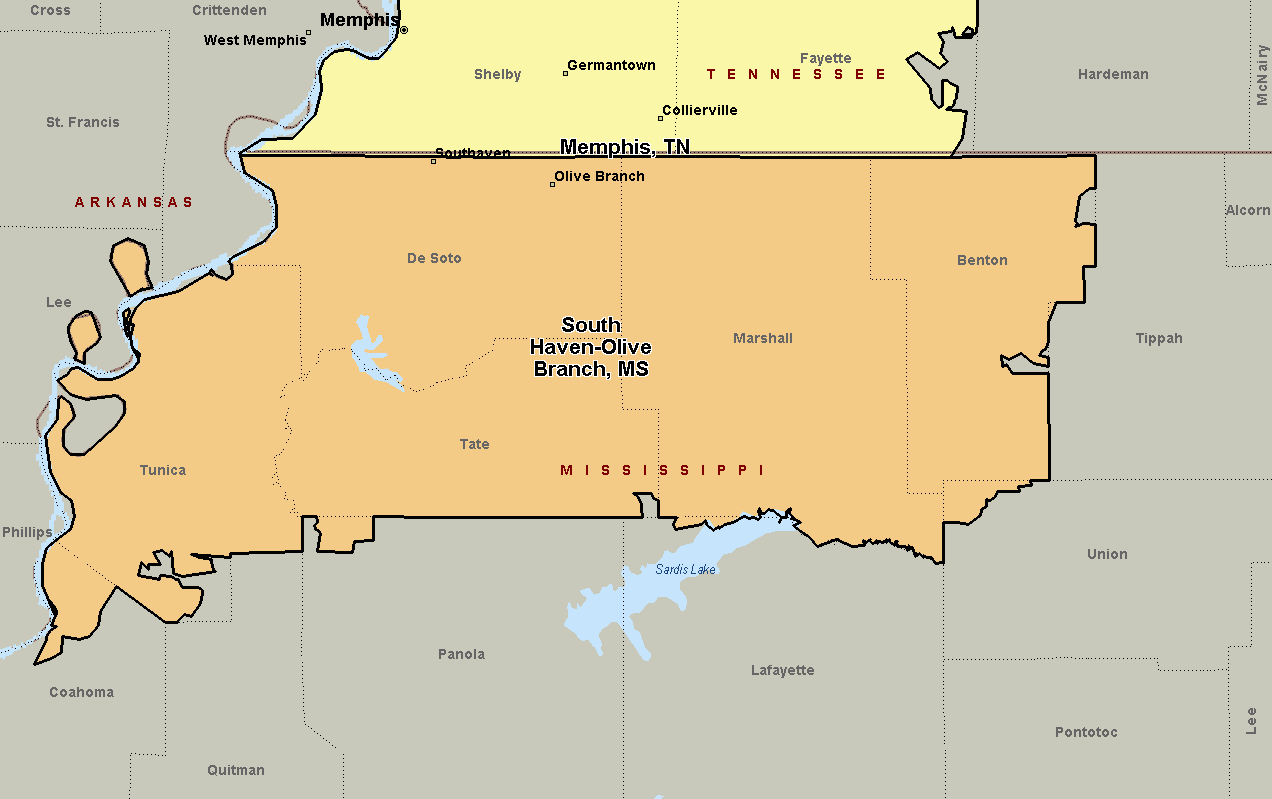 Cross
Crittenden
Memphis
West Memphis
Shelby
Germantown
Fayette
TENNESSEE
Hardeman
McNairy
St. Francis
Collierville
Southaven
Memphis, TN
Olive Branch
ARKANSAS
Alcorn
De Soto
Benton
Lee
South
Haven-Olive
Branch, MS
Marshall
Tippah
Tate
Tunica
MISSISSIPPI
Phillips
Union
Sardis Lake
Panola
Lafayette
Coahoma
Lee
Pontotoc
Quitman